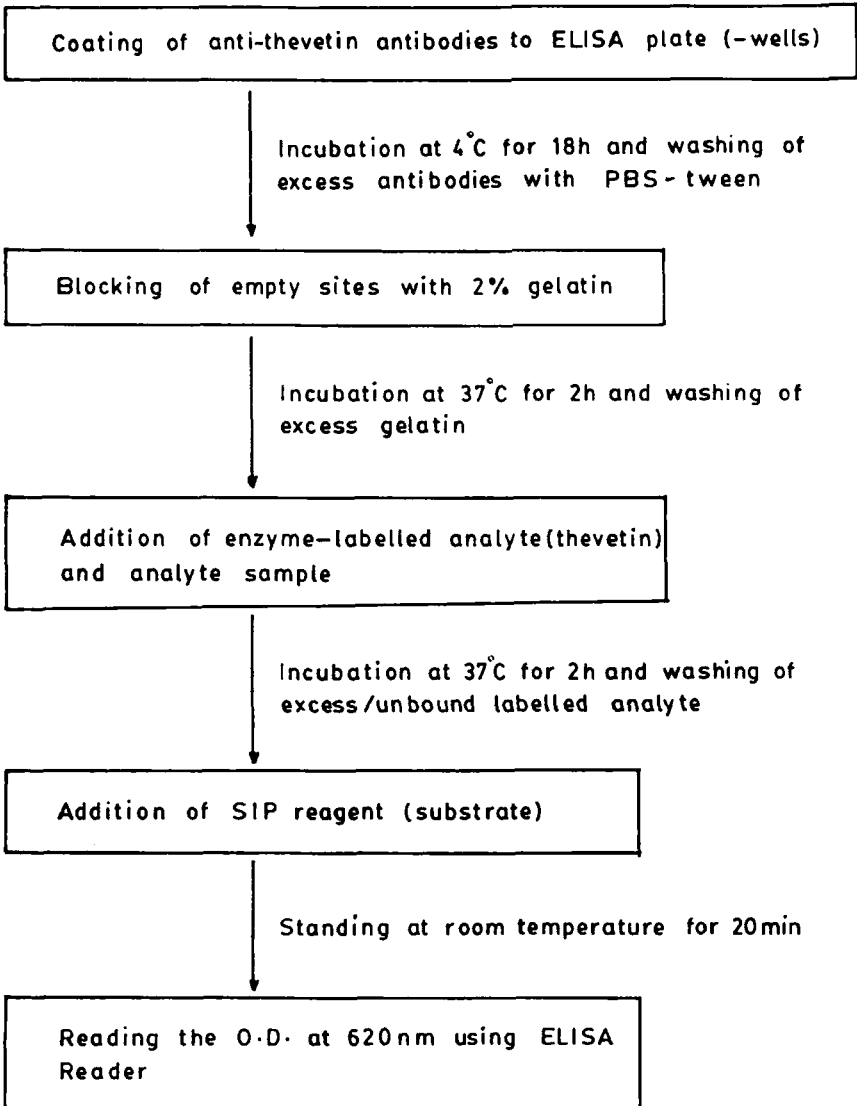 Coating of anti-thevetin antibodies to ELISA plate (-wells)
Incubation at 4°C for 18h and washing of
excess antibodies with PBS-tween
Blocking of empty sites with 2% gelatin
Incubation at 37°C for 2h and washing of
excess gelatin
Addition of enzyme-labelled analyte(thevetin)
and analyte sample
Incubation at 37°C for 2h and washing of
excess/unbound labelled analyte
Addition of SIP reagent (substrate)
Standing at room temperature for 20min
Reading the O·D· at 620nm using ELISA
Reader